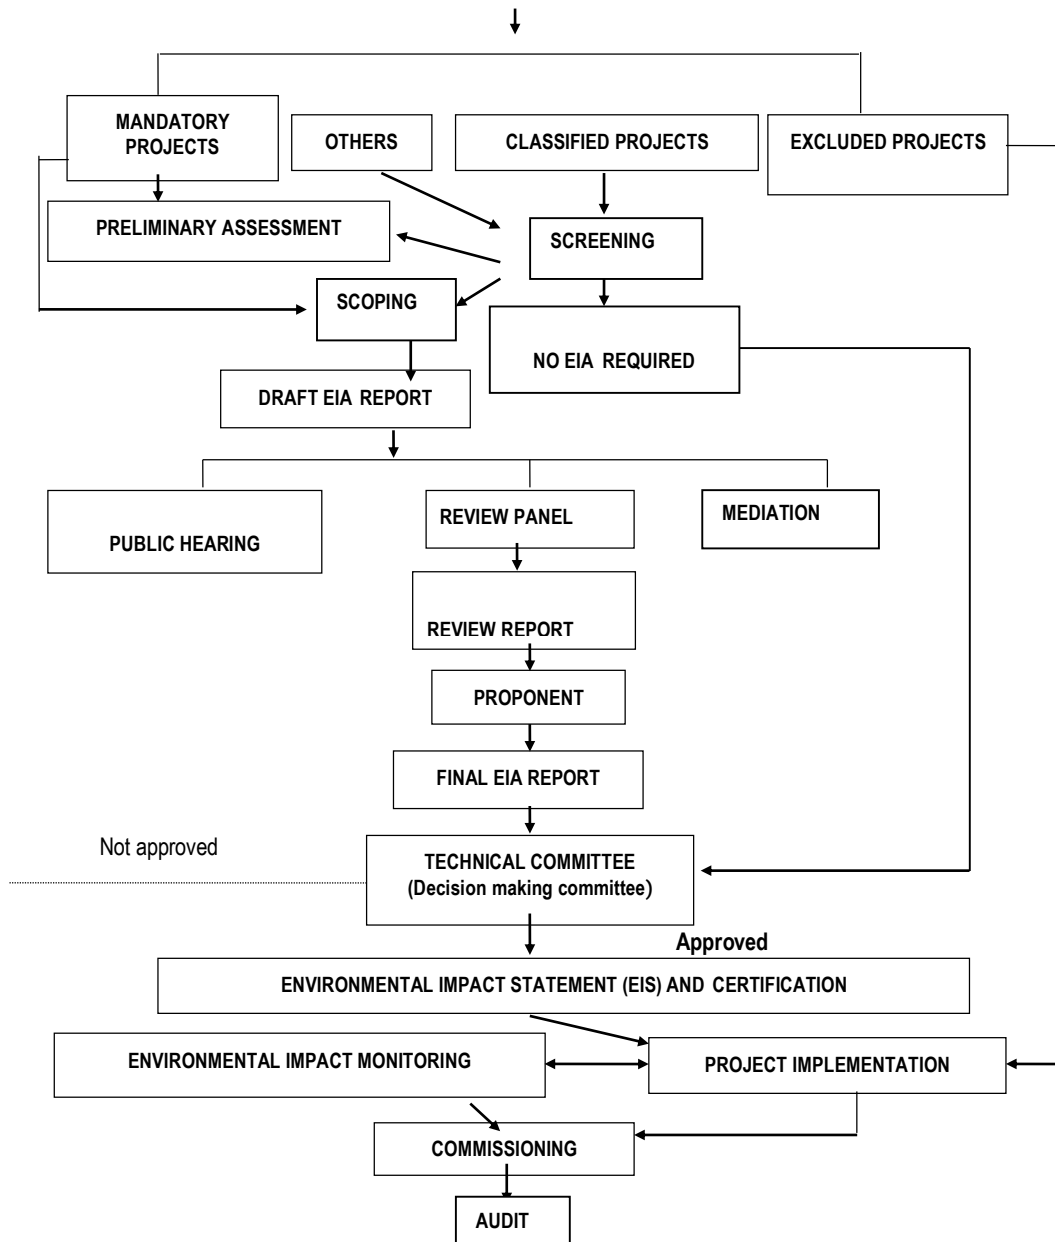 MANDATORY
PROJECTS
OTHERS
CLASSIFIED PROJECTS
EXCLUDED PROJECTS
PRELIMINARY ASSESSMENT
SCREENING
SCOPING
NO EIA REQUIRED
DRAFT EIA REPORT
PUBLIC HEARING
REVIEW PANEL
MEDIATION
REVIEW REPORT
PROPONENT
FINAL EIA REPORT
Not approved
TECHNICAL COMMITTEE
(Decision making committee)
Approved
ENVIRONMENTAL IMPACT STATEMENT (EIS) AND CERTIFICATION
ENVIRONMENTAL IMPACT MONITORING
PROJECT IMPLEMENTATION
COMMISSIONING
AUDIT